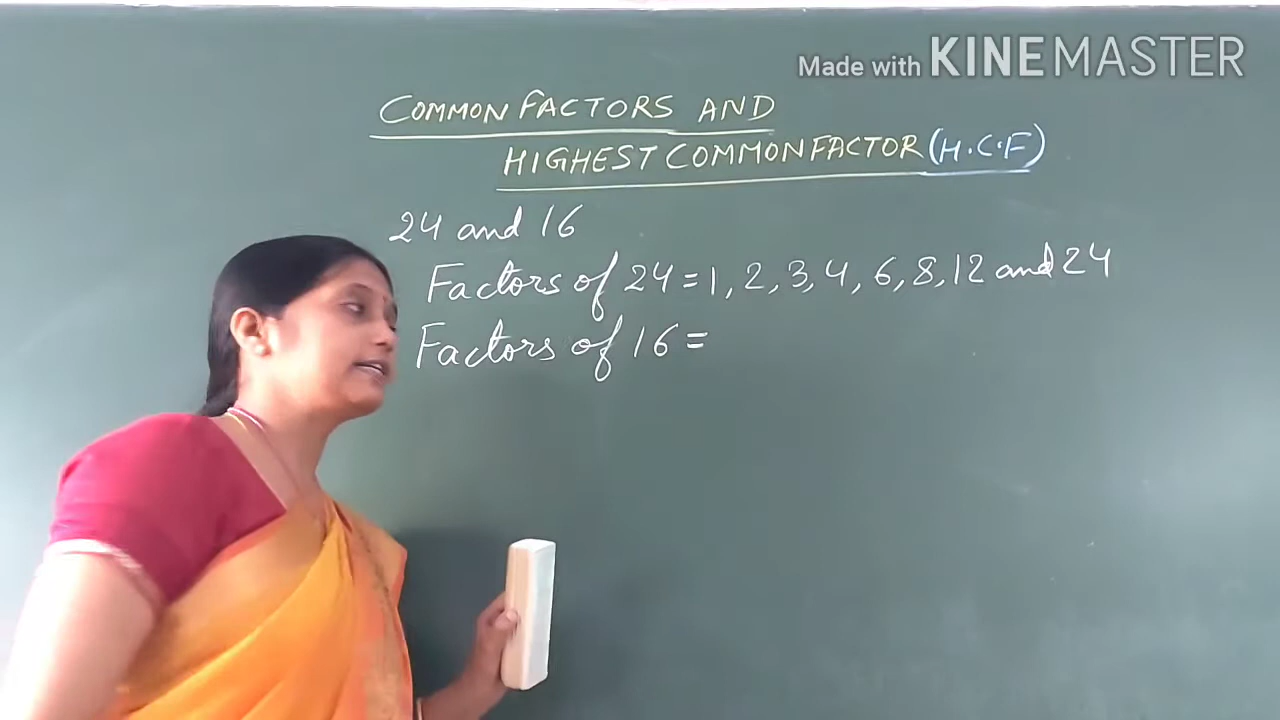 Made with KINEMASTER
COMMON FACTORS AND
HIGHEST COMMON FACTOR (H.C.F)
24 and 16
Factors of 24 = 1, 2, 3, 4, 6, 8, 12 and 24
Factors of 16 =